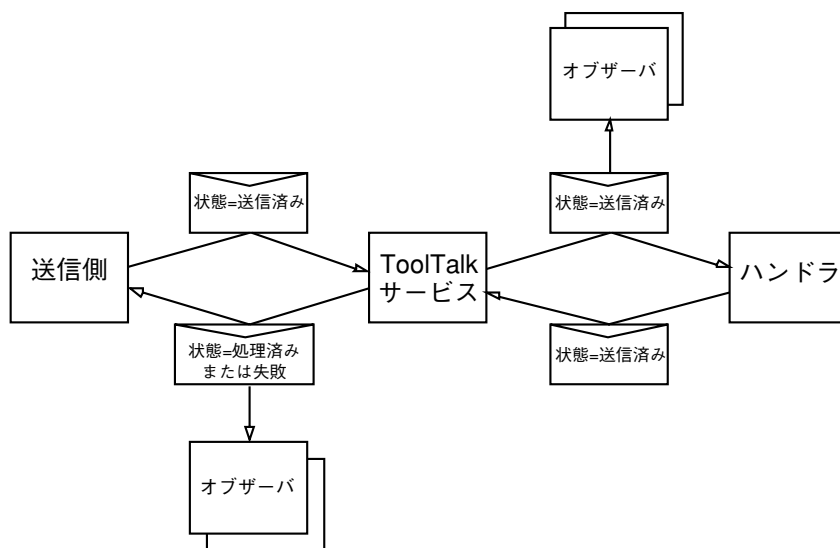 オブザーバ
状態=送信済み
状態=送信済み
送信側
ToolTalk
サービス
ハンドラ
状態=処理済み
または失敗
状態=送信済み
オブザーバ